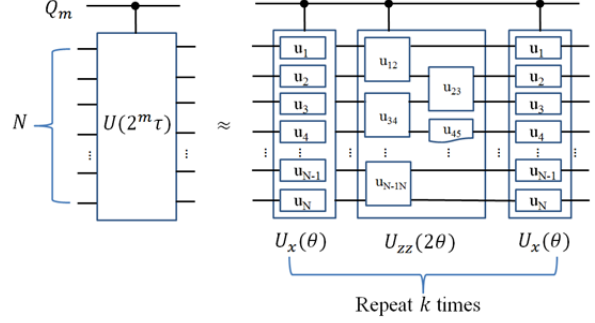 Q_m
N
U(2^m τ)
≈
u_1
u_2
u_3
u_4
u_N-1
u_N
u_12
u_34
u_N-1N
u_23
u_45
u_1
u_2
u_3
u_4
u_N-1
u_N
U_x(θ)
U_zz(2θ)
U_x(θ)
Repeat k times